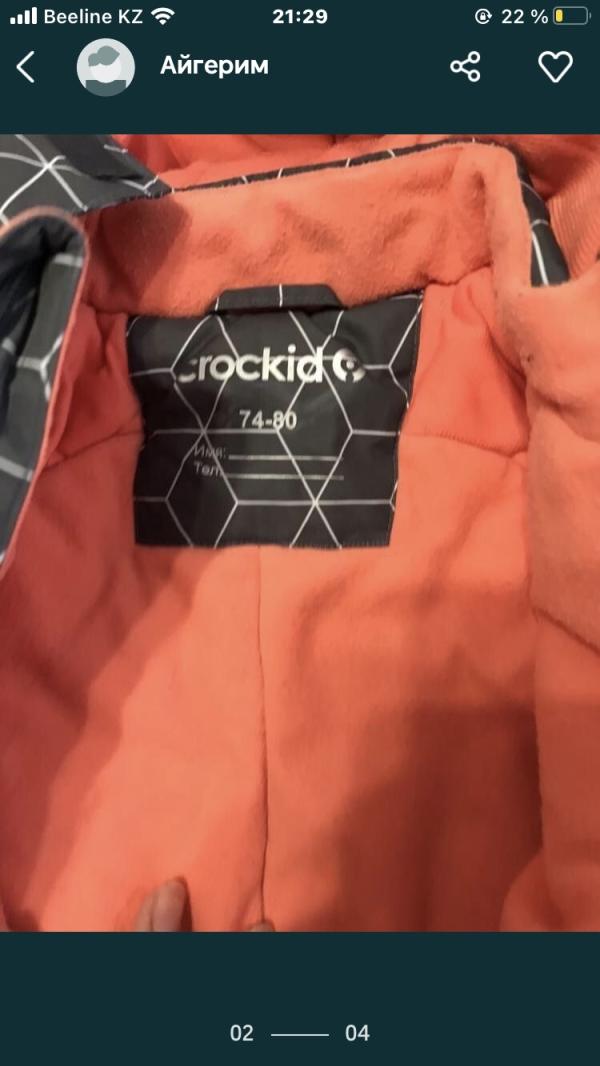 Beeline KZ 21:29 22 %
Айгерим
crockid
74-80
Имя:
Тел.
02 04